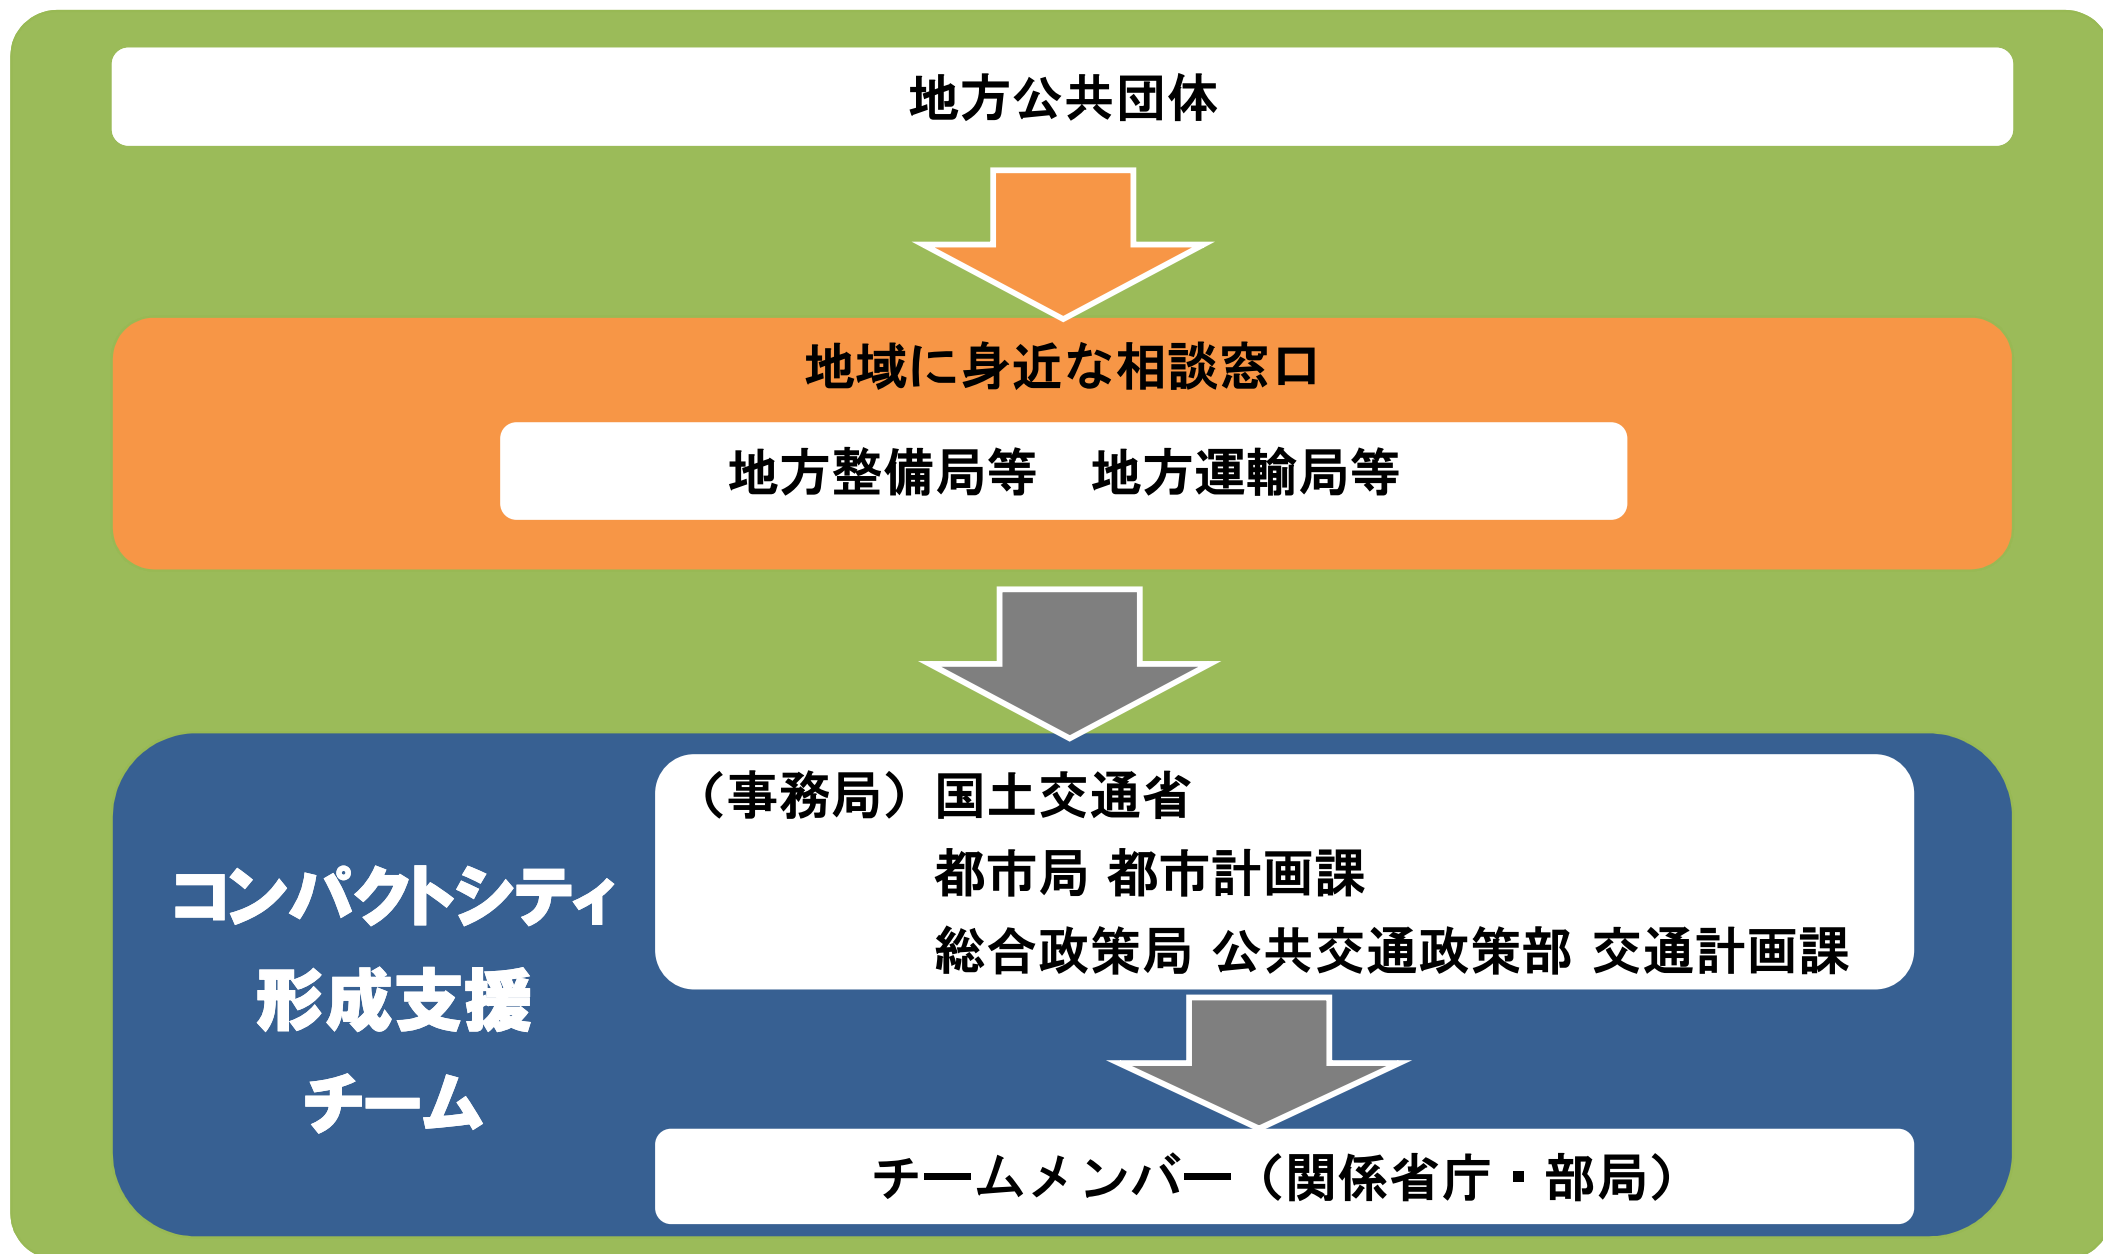 地方公共団体
地域に身近な相談窓口
地方整備局等　地方運輸局等
（事務局）国土交通省
都市局 都市計画課
総合政策局 公共交通政策部 交通計画課
コンパクトシティ
形成支援
チーム
チームメンバー（関係省庁・部局）